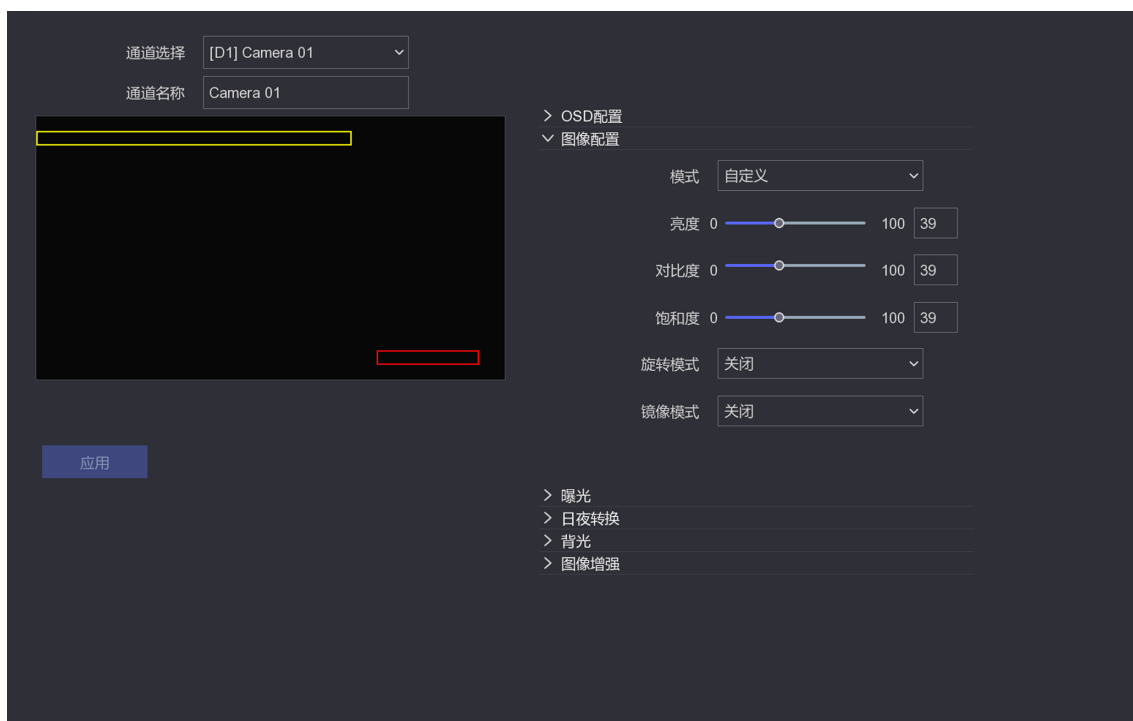 通道选择 [D1] Camera 01
通道名称 Camera 01
OSD配置
图像配置
模式 自定义
亮度 0 100 39
对比度 0 100 39
饱和度 0 100 39
旋转模式 关闭
镜像模式 关闭
应用
曝光
日夜转换
背光
图像增强